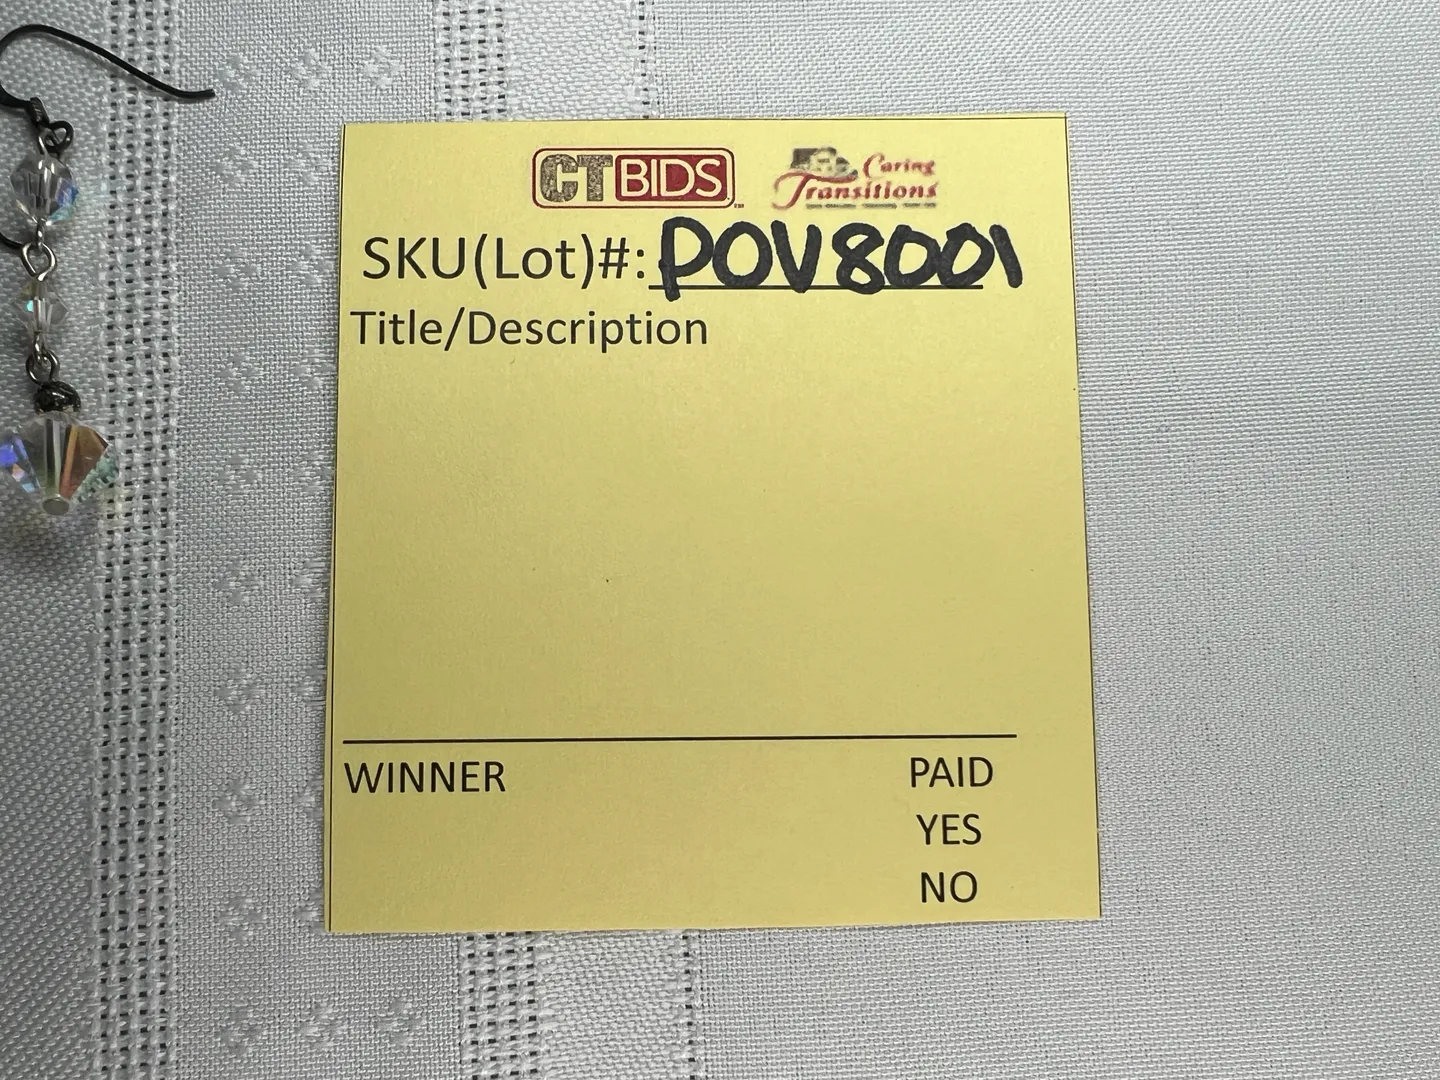 CTBIDS Caring
Transitions
SKU(Lot)#: POV8001
Title/Description
WINNER PAID
YES
NO